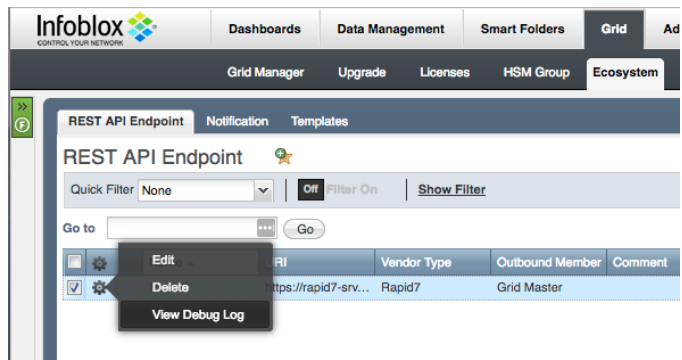 Infoblox
CONTROL YOUR NETWORK
Dashboards Data Management Smart Folders Grid Ad
Grid Manager Upgrade Licenses HSM Group Ecosystem
REST API Endpoint Notification Templates
REST API Endpoint
Quick Filter None Off Filter On Show Filter
Go to Go
URI Vendor Type Outbound Member Comment
https://rapid7-srv... Rapid7 Grid Master
Edit
Delete
View Debug Log